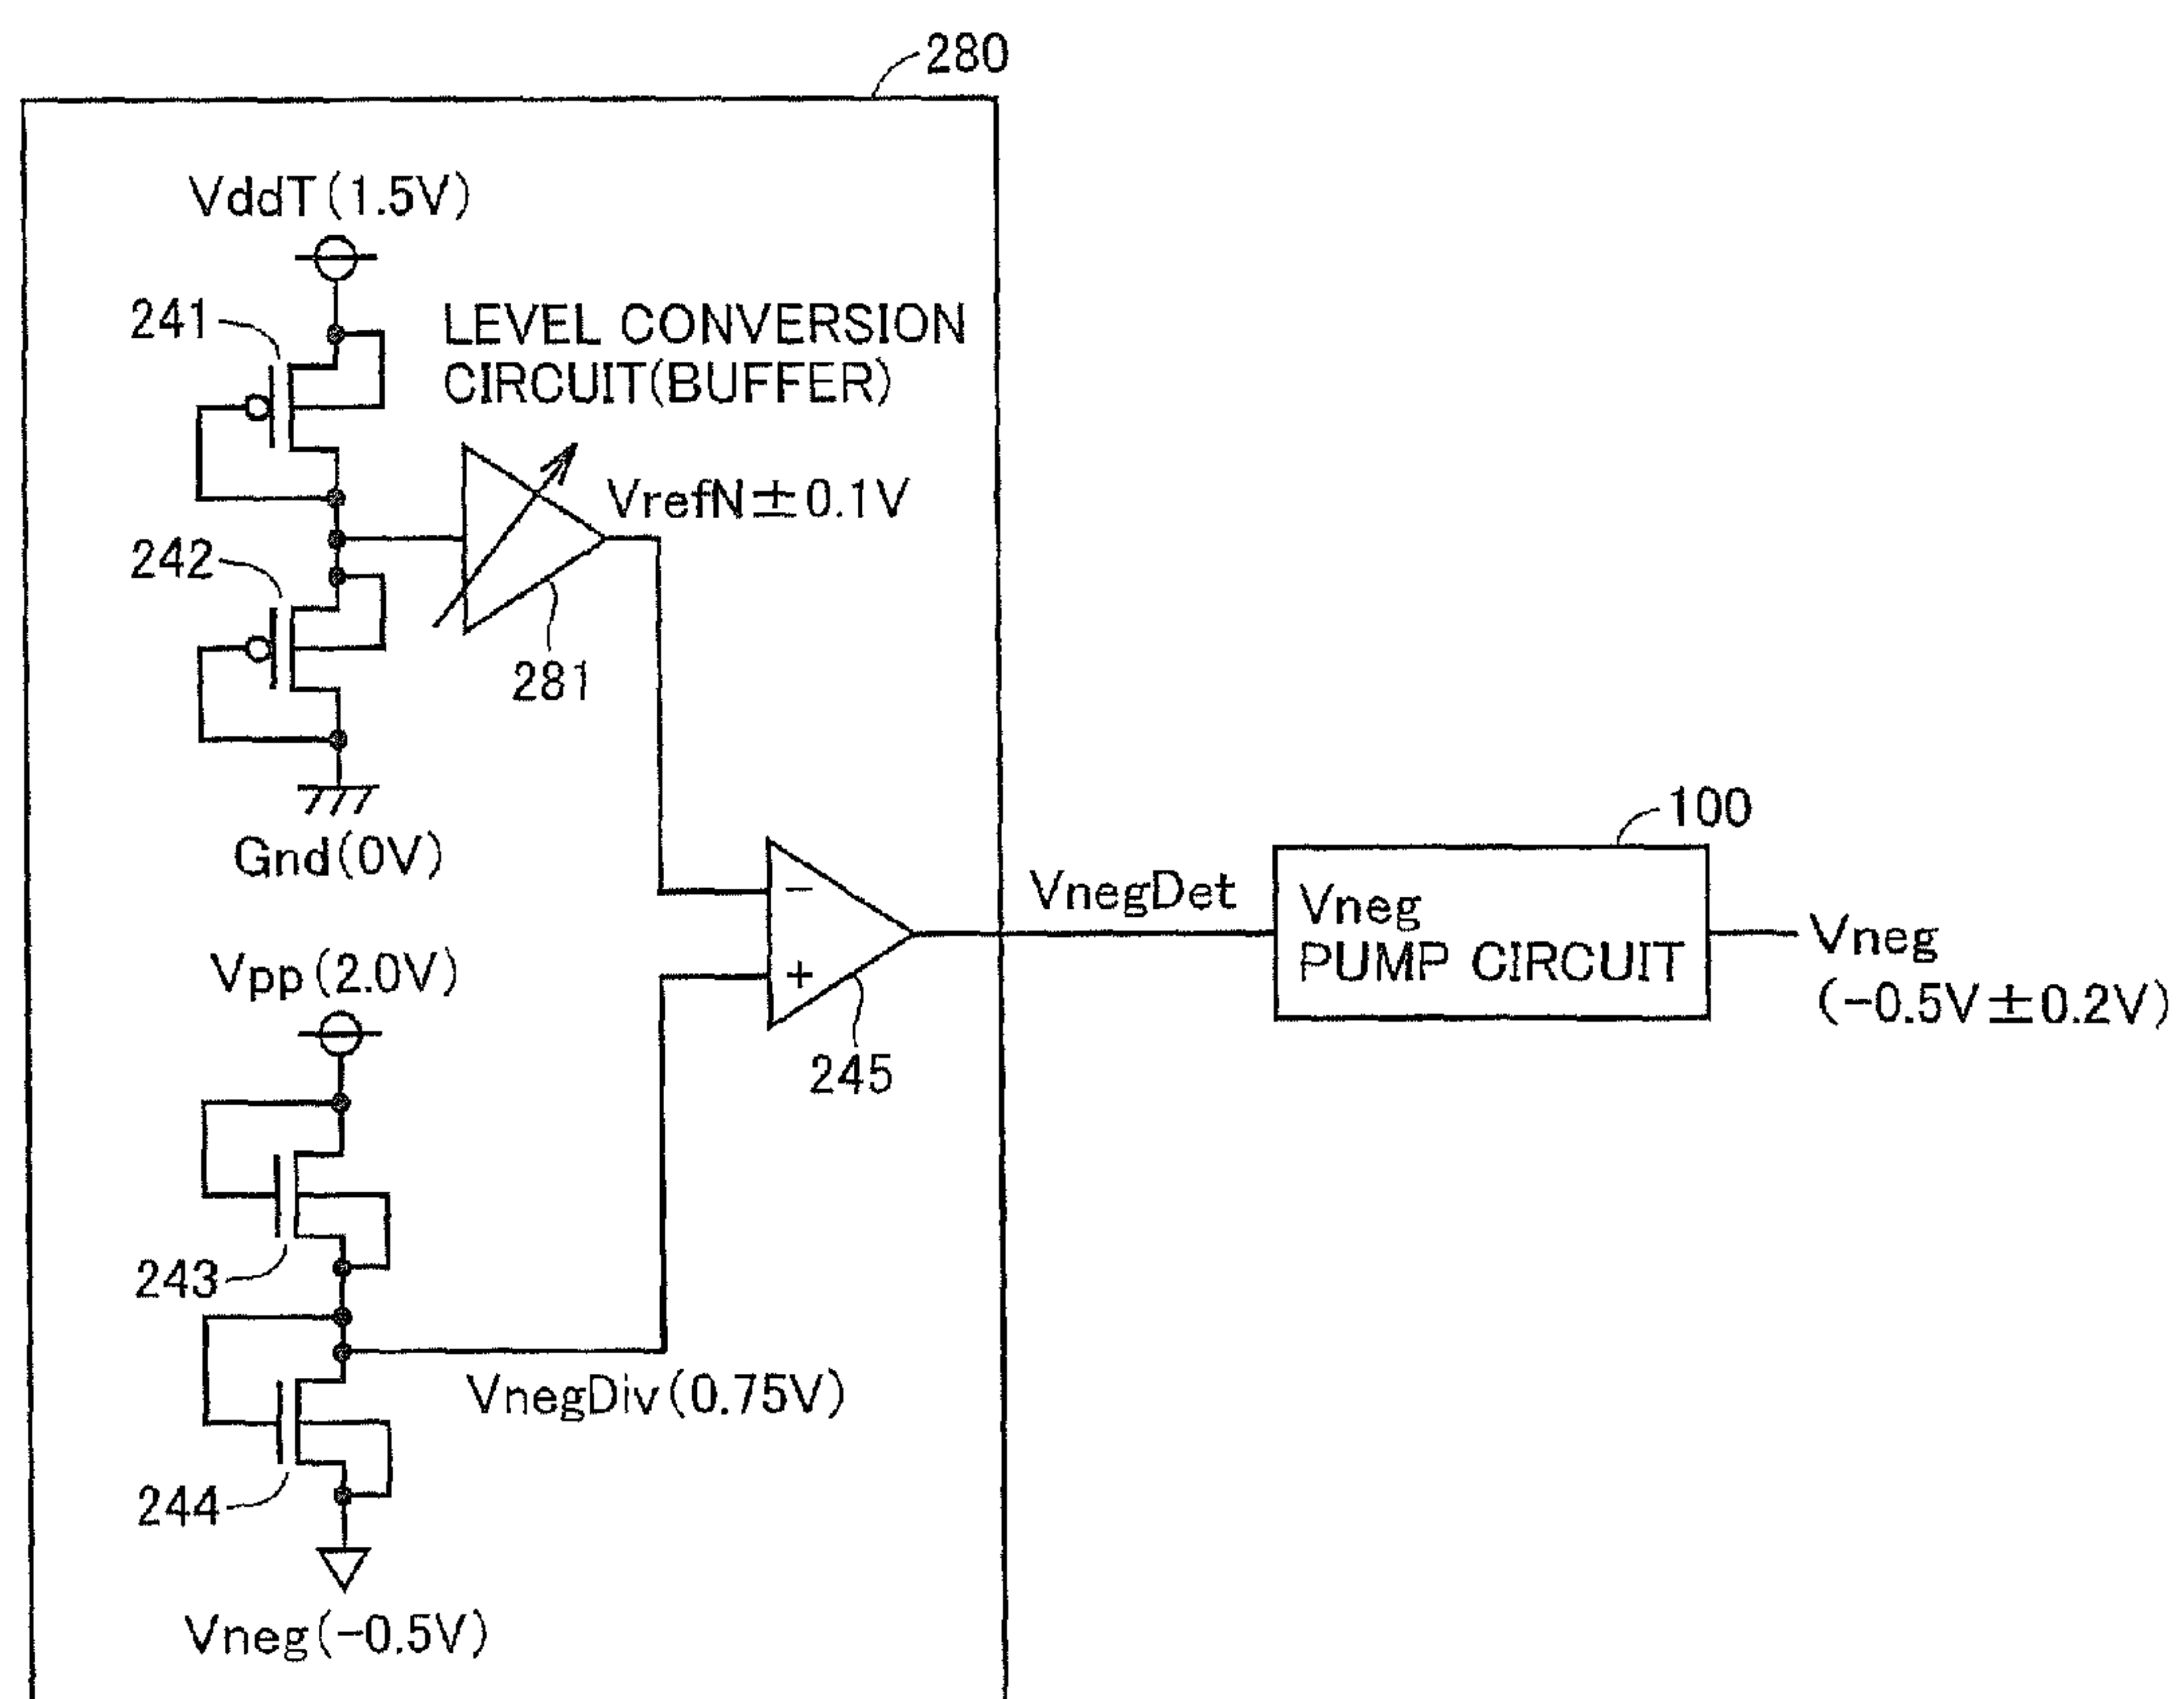 280
VddT(1.5V)
241
LEVEL CONVERSION
CIRCUIT(BUFFER)
VrefN±0.1V
242
281
Gnd(0V)
100
VnegDet
Vneg
PUMP CIRCUIT
Vneg
(-0.5V±0.2V)
Vpp(2.0V)
−
+
245
243
VnegDiv(0.75V)
244
Vneg(-0.5V)